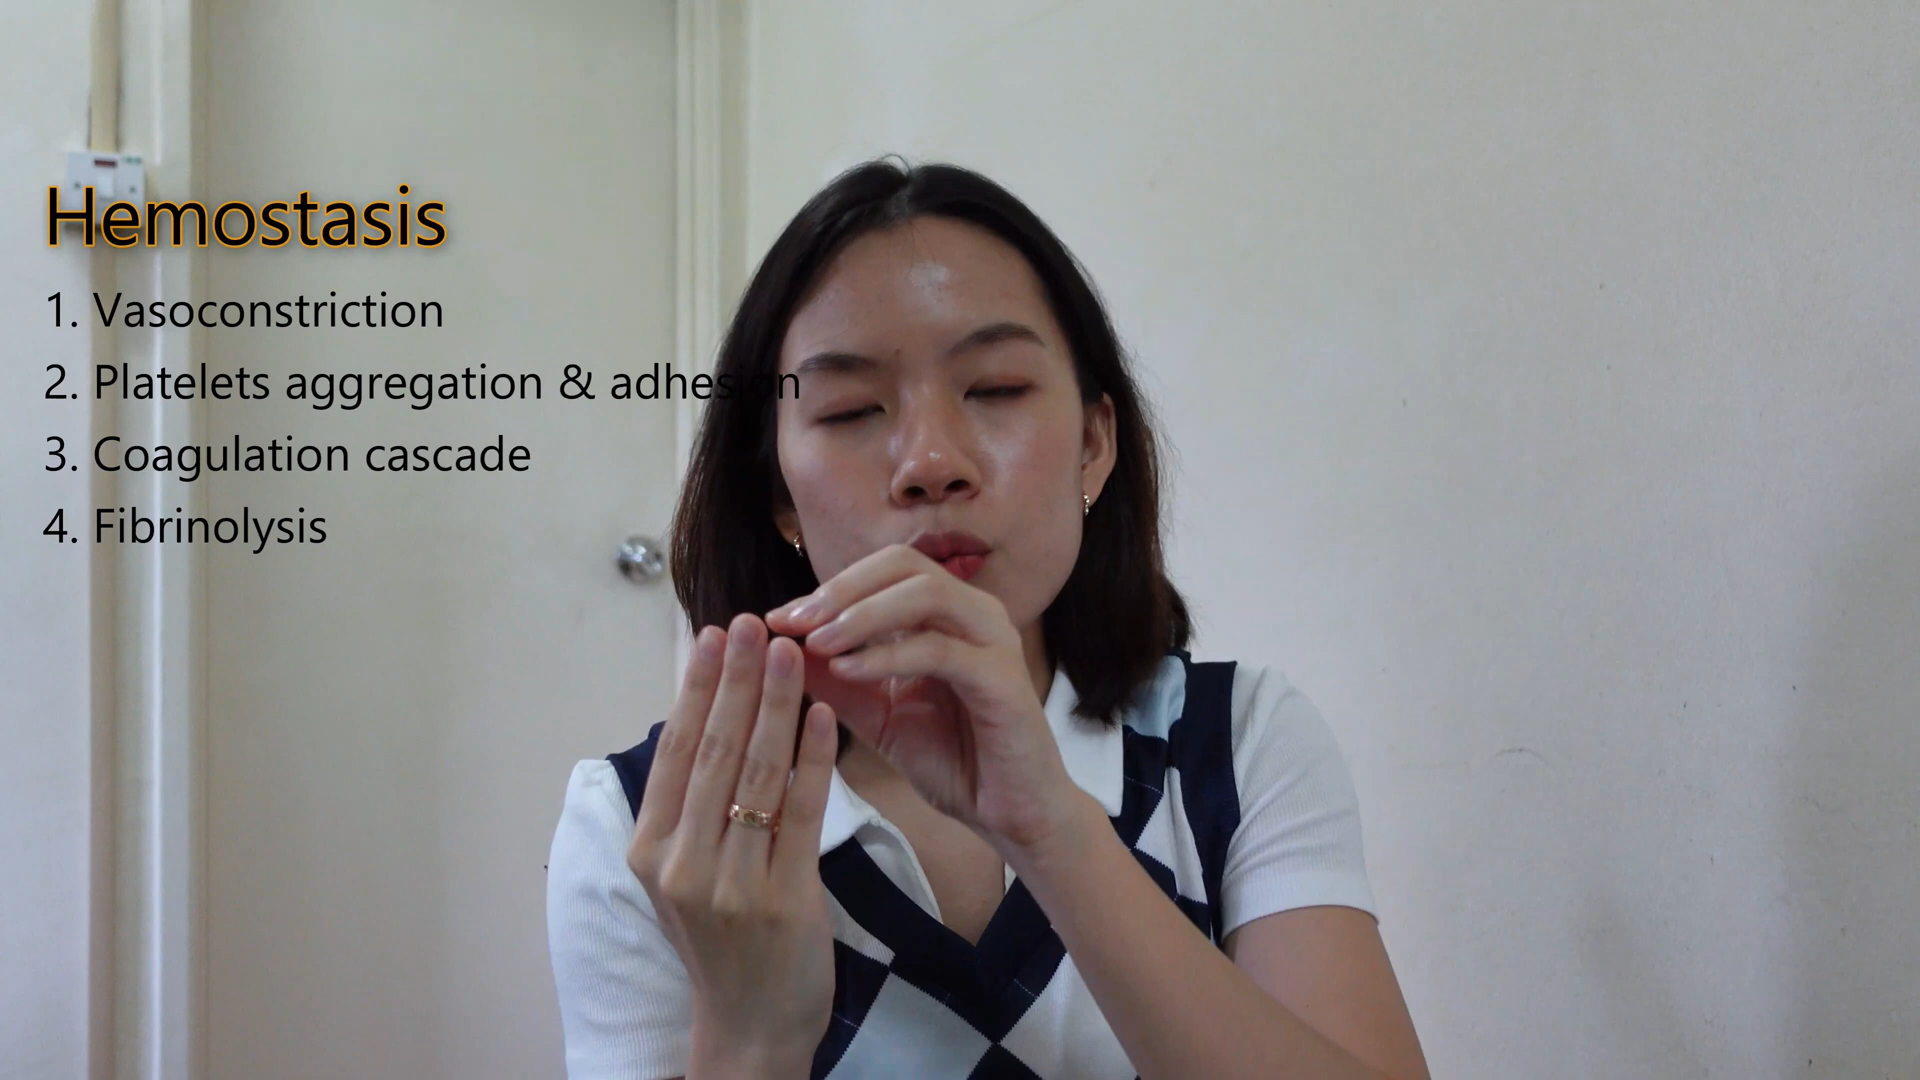 Hemostasis
1. Vasoconstriction
2. Platelets aggregation & adhesion
3. Coagulation cascade
4. Fibrinolysis